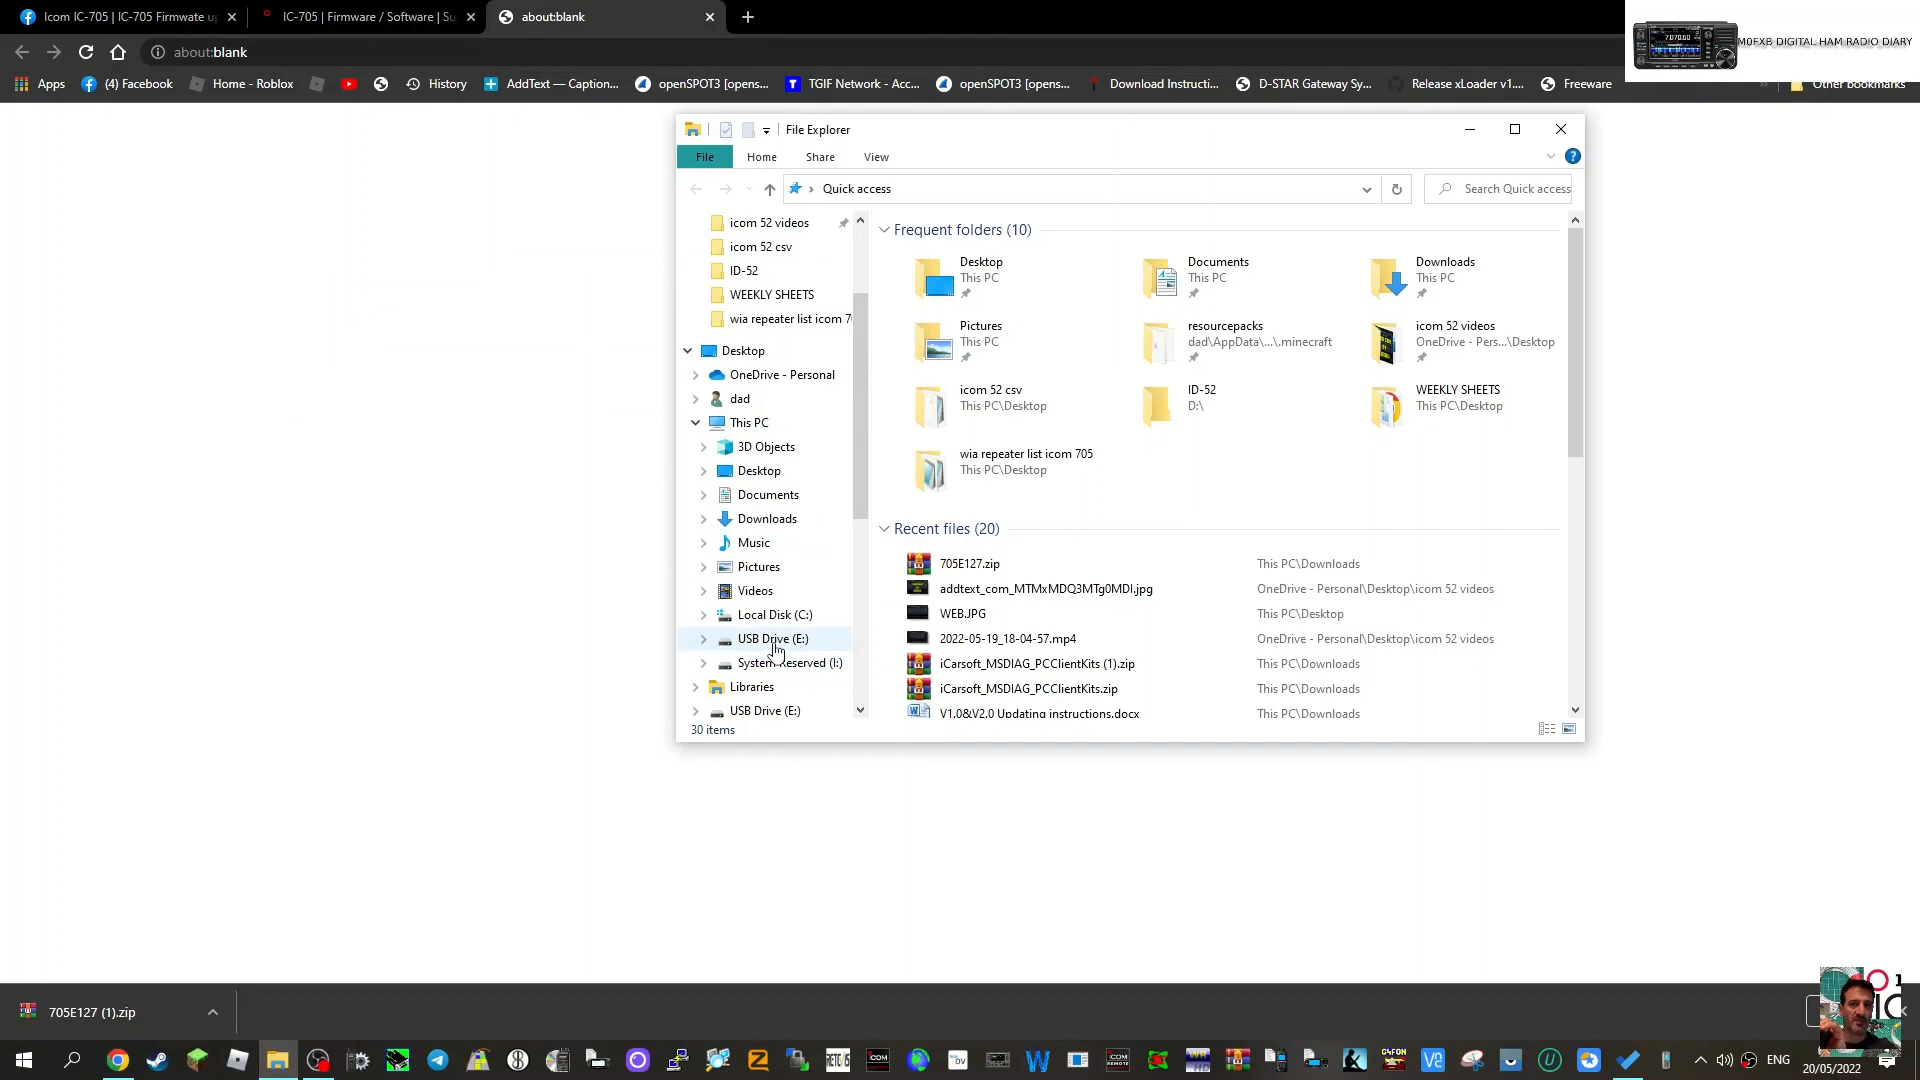 Icom IC-705 | IC-705 Firmwate up
IC-705 | Firmware / Software | Su
about:blank
about:blank
M0FXB DIGITAL HAM RADIO DIARY
Apps
(4) Facebook
Home - Roblox
History
AddText — Caption...
openSPOT3 [opens...
TGIF Network - Acc...
openSPOT3 [opens...
Download Instructi...
D-STAR Gateway Sy...
Release xLoader v1....
Freeware
Other bookmarks
File Explorer
File
Home
Share
View
Quick access
Search Quick access
icom 52 videos
icom 52 csv
ID-52
WEEKLY SHEETS
wia repeater list icom 70
Desktop
OneDrive - Personal
dad
This PC
3D Objects
Desktop
Documents
Downloads
Music
Pictures
Videos
Local Disk (C:)
USB Drive (E:)
System Reserved (I:)
Libraries
USB Drive (E:)
Frequent folders (10)
Desktop
This PC
Documents
This PC
Downloads
This PC
Pictures
This PC
resourcepacks
dad\AppData\...\.minecraft
icom 52 videos
OneDrive - Pers...\Desktop
icom 52 csv
This PC\Desktop
ID-52
D:\
WEEKLY SHEETS
This PC\Desktop
wia repeater list icom 705
This PC\Desktop
Recent files (20)
705E127.zip This PC\Downloads
addtext_com_MTMxMDQ3MTg0MDI.jpg OneDrive - Personal\Desktop\icom 52 videos
WEB.JPG This PC\Desktop
2022-05-19_18-04-57.mp4 OneDrive - Personal\Desktop\icom 52 videos
iCarsoft_MSDIAG_PCClientKits (1).zip This PC\Downloads
iCarsoft_MSDIAG_PCClientKits.zip This PC\Downloads
V1.0&V2.0 Updating instructions.docx This PC\Downloads
30 items
705E127 (1).zip
ENG
20/05/2022